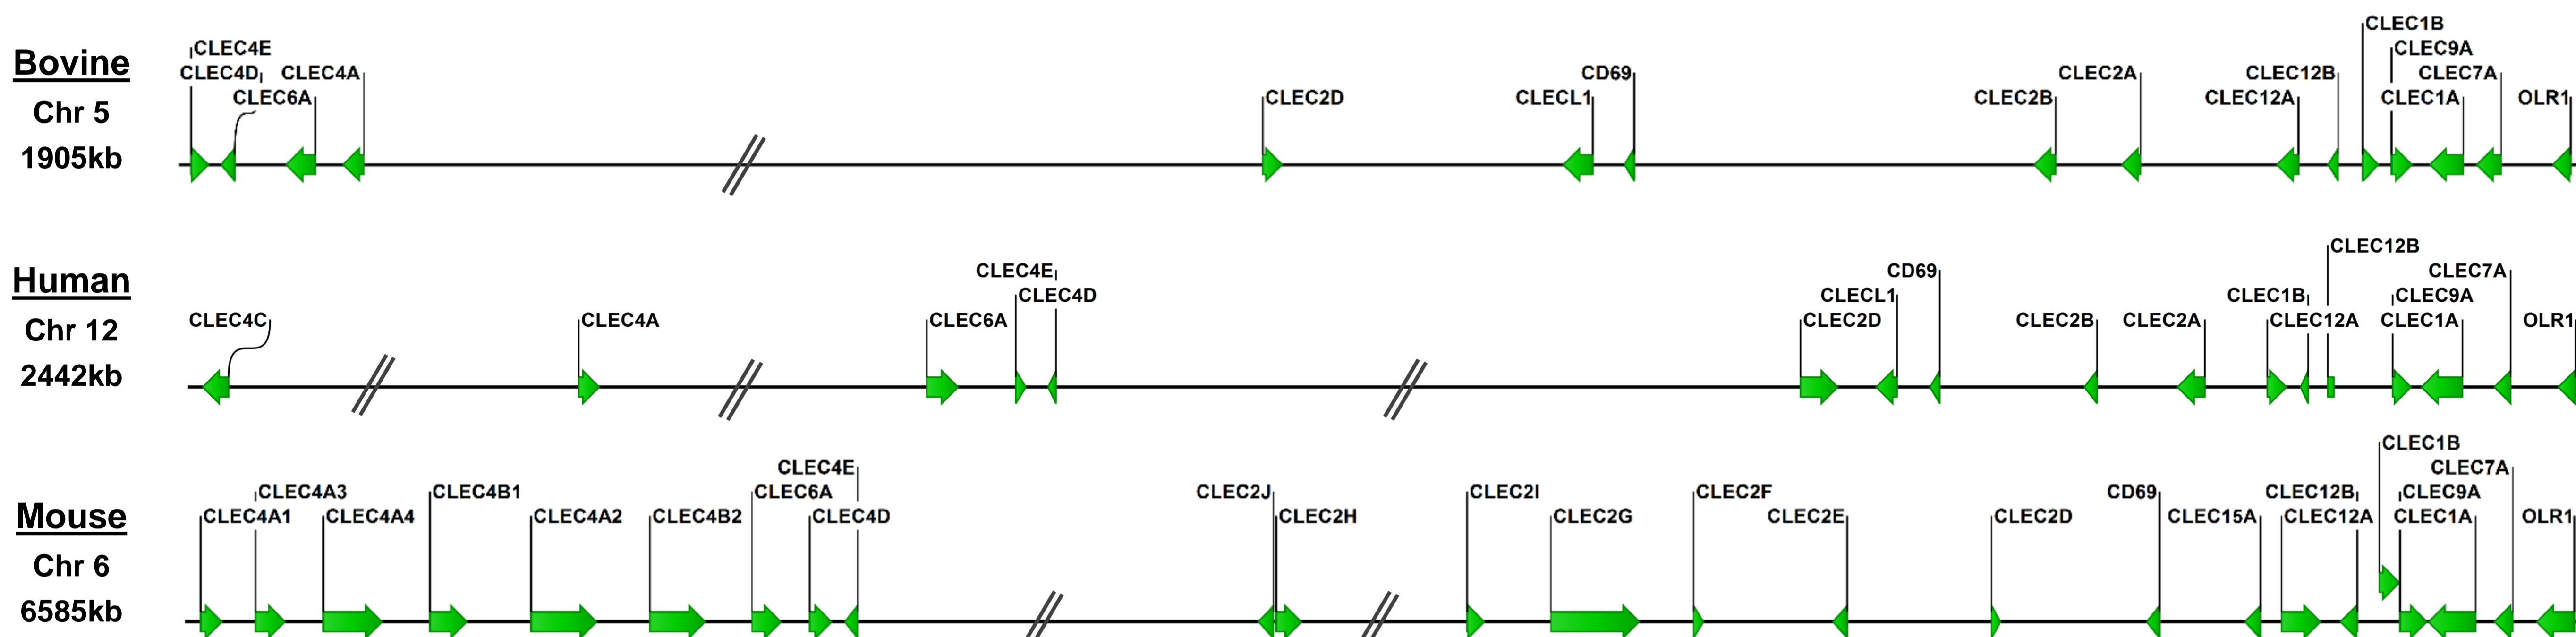 CLEC1B
Bovine CLEC4E CLEC9A
CLEC4D CLEC4A CD69 CLEC2A CLEC12B CLEC7A
Chr 5 CLEC6A CLEC2D CLECL1 CLEC2B CLEC12A CLEC1A OLR1
1905kb
CLEC12B
Human CLEC4E CD69 CLEC7A
CLEC4D CLECL1 CLEC1B CLEC9A
Chr 12 CLEC4C CLEC4A CLEC6A CLEC2D CLEC2B CLEC2A CLEC12A CLEC1A OLR1
2442kb
CLEC1B
CLEC4E CLEC7A
CLEC4A3 CLEC4B1 CLEC6A CLEC2J CLEC2I CLEC2F CD69 CLEC12B CLEC9A
Mouse CLEC4A1 CLEC4A4 CLEC4A2 CLEC4B2 CLEC4D CLEC2H CLEC2G CLEC2E CLEC2D CLEC15A CLEC12A CLEC1A OLR1
Chr 6
6585kb